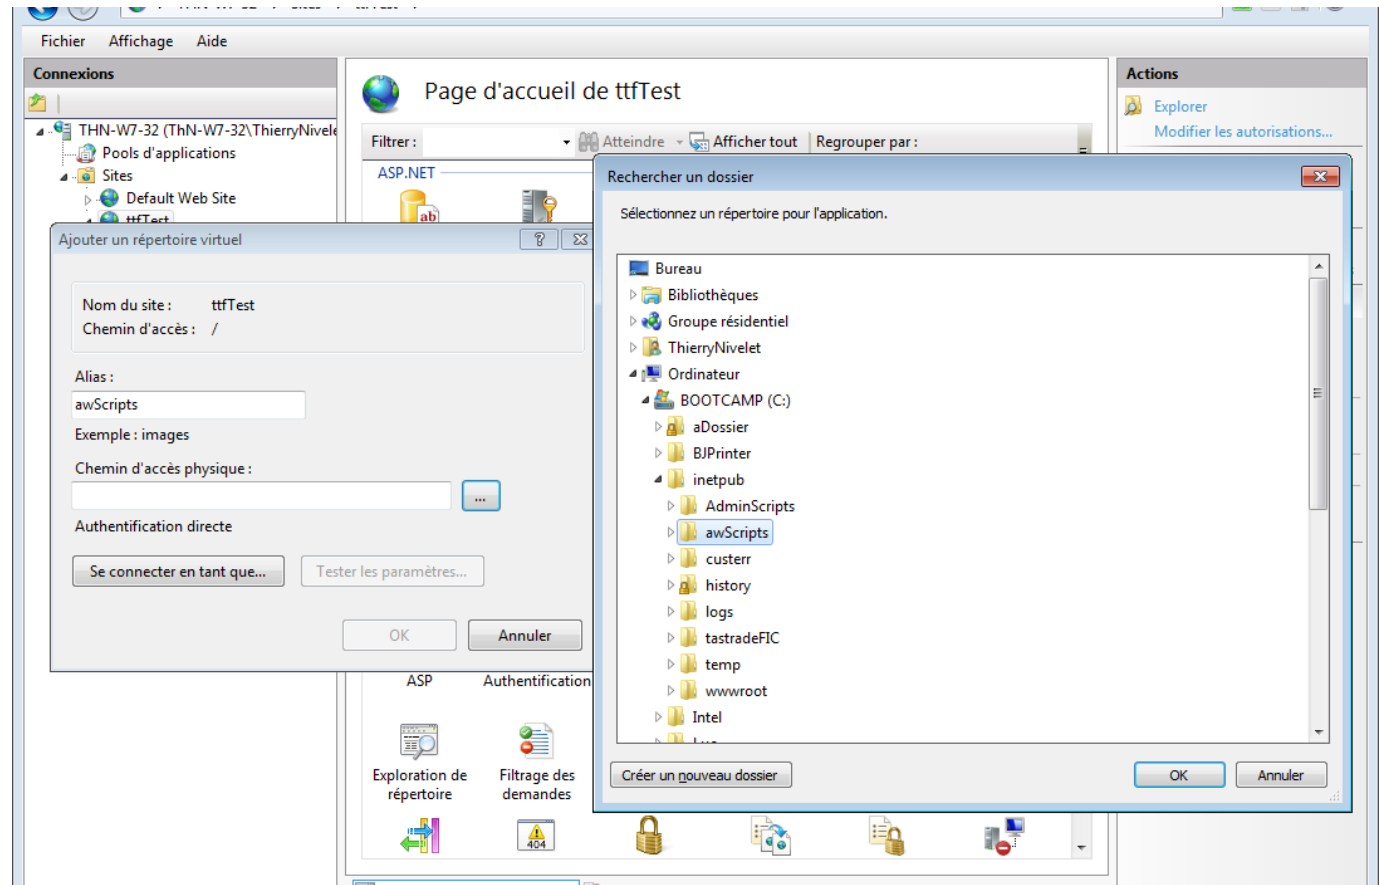 Fichier Affichage Aide
Connexions
THN-W7-32 (ThN-W7-32\ThierryNivele
Pools d'applications
Sites
Default Web Site
ttfTest
Page d'accueil de ttfTest
Filtrer : Atteindre Afficher tout Regrouper par :
ASP.NET
Actions
Explorer
Modifier les autorisations...
Ajouter un répertoire virtuel
Nom du site : ttfTest
Chemin d'accès : /
Alias :
awScripts
Exemple : images
Chemin d'accès physique :
...
Authentification directe
Se connecter en tant que... Tester les paramètres...
OK Annuler
Rechercher un dossier
Sélectionnez un répertoire pour l'application.
Bureau
Bibliothèques
Groupe résidentiel
ThierryNivelet
Ordinateur
BOOTCAMP (C:)
aDossier
BJPrinter
inetpub
AdminScripts
awScripts
custerr
history
logs
tastradeFIC
temp
wwwroot
Intel
Créer un nouveau dossier OK Annuler
ASP Authentification
Exploration de répertoire
Filtrage des demandes
404